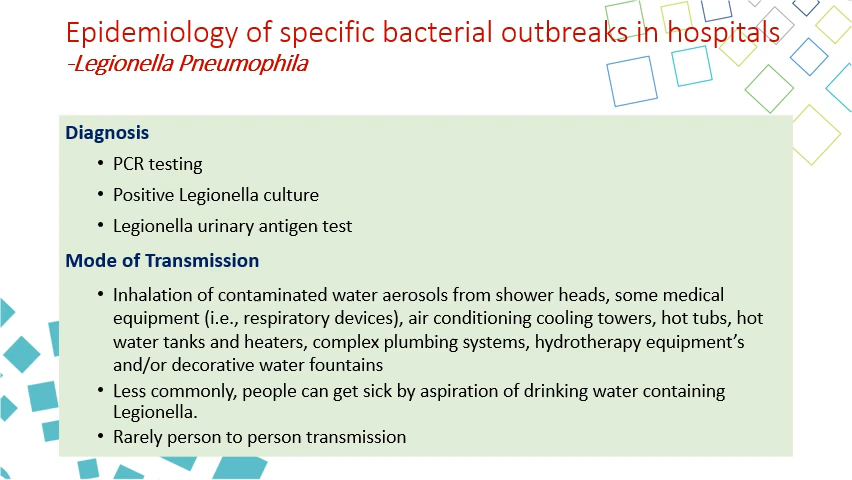 Epidemiology of specific bacterial outbreaks in hospitals
-Legionella Pneumophila
Diagnosis
• PCR testing
• Positive Legionella culture
• Legionella urinary antigen test
Mode of Transmission
• Inhalation of contaminated water aerosols from shower heads, some medical
equipment (i.e., respiratory devices), air conditioning cooling towers, hot tubs, hot
water tanks and heaters, complex plumbing systems, hydrotherapy equipment’s
and/or decorative water fountains
• Less commonly, people can get sick by aspiration of drinking water containing
Legionella.
• Rarely person to person transmission